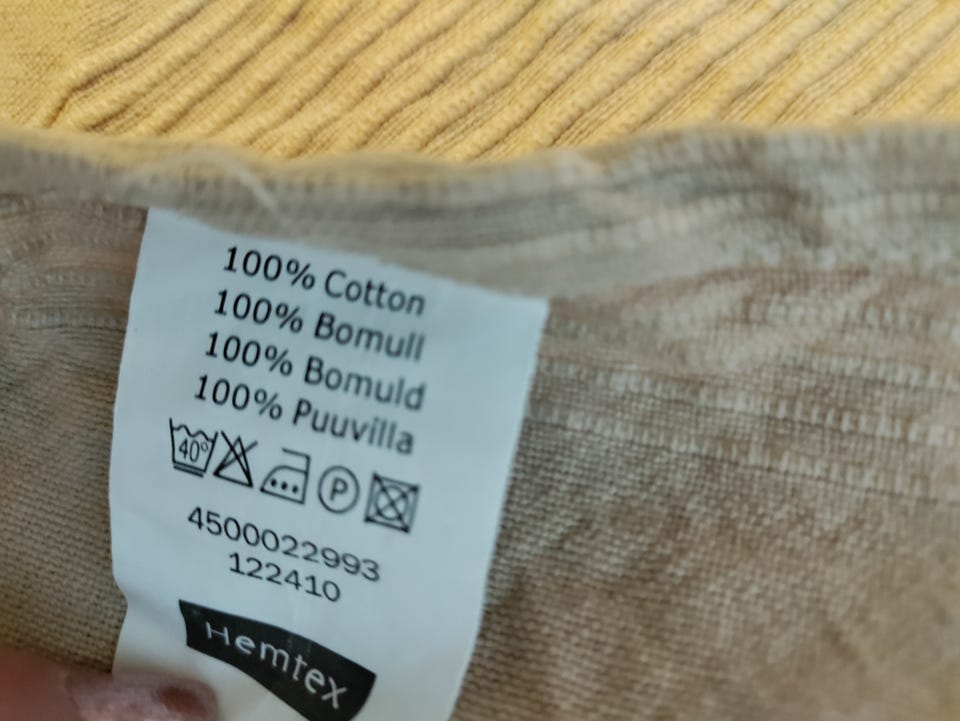 100% Cotton
100% Bomull
100% Bomuld
100% Puuvilla
40° P
4500022993
122410
Hemtex